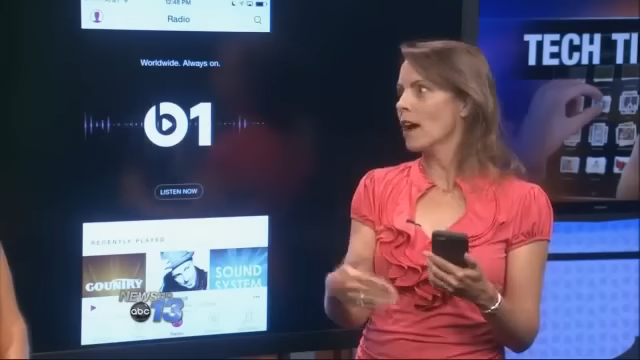 12:48 PM
Radio
Worldwide. Always on.
B1
LISTEN NOW
RECENTLY PLAYED
COUNTRY
SOUND
SYSTEM
NEWS
abc 13
TECH TI